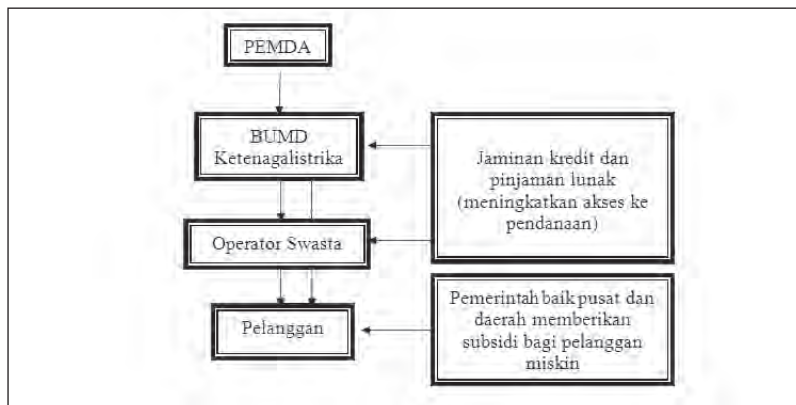 PEMDA
BUMD
Ketenagalistrika
Operator Swasta
Pelanggan
Jaminan kredit dan
pinjaman lunak
(meningkatkan akses ke
pendanaan)
Pemerintah baik pusat dan
daerah memberikan
subsidi bagi pelanggan
miskin